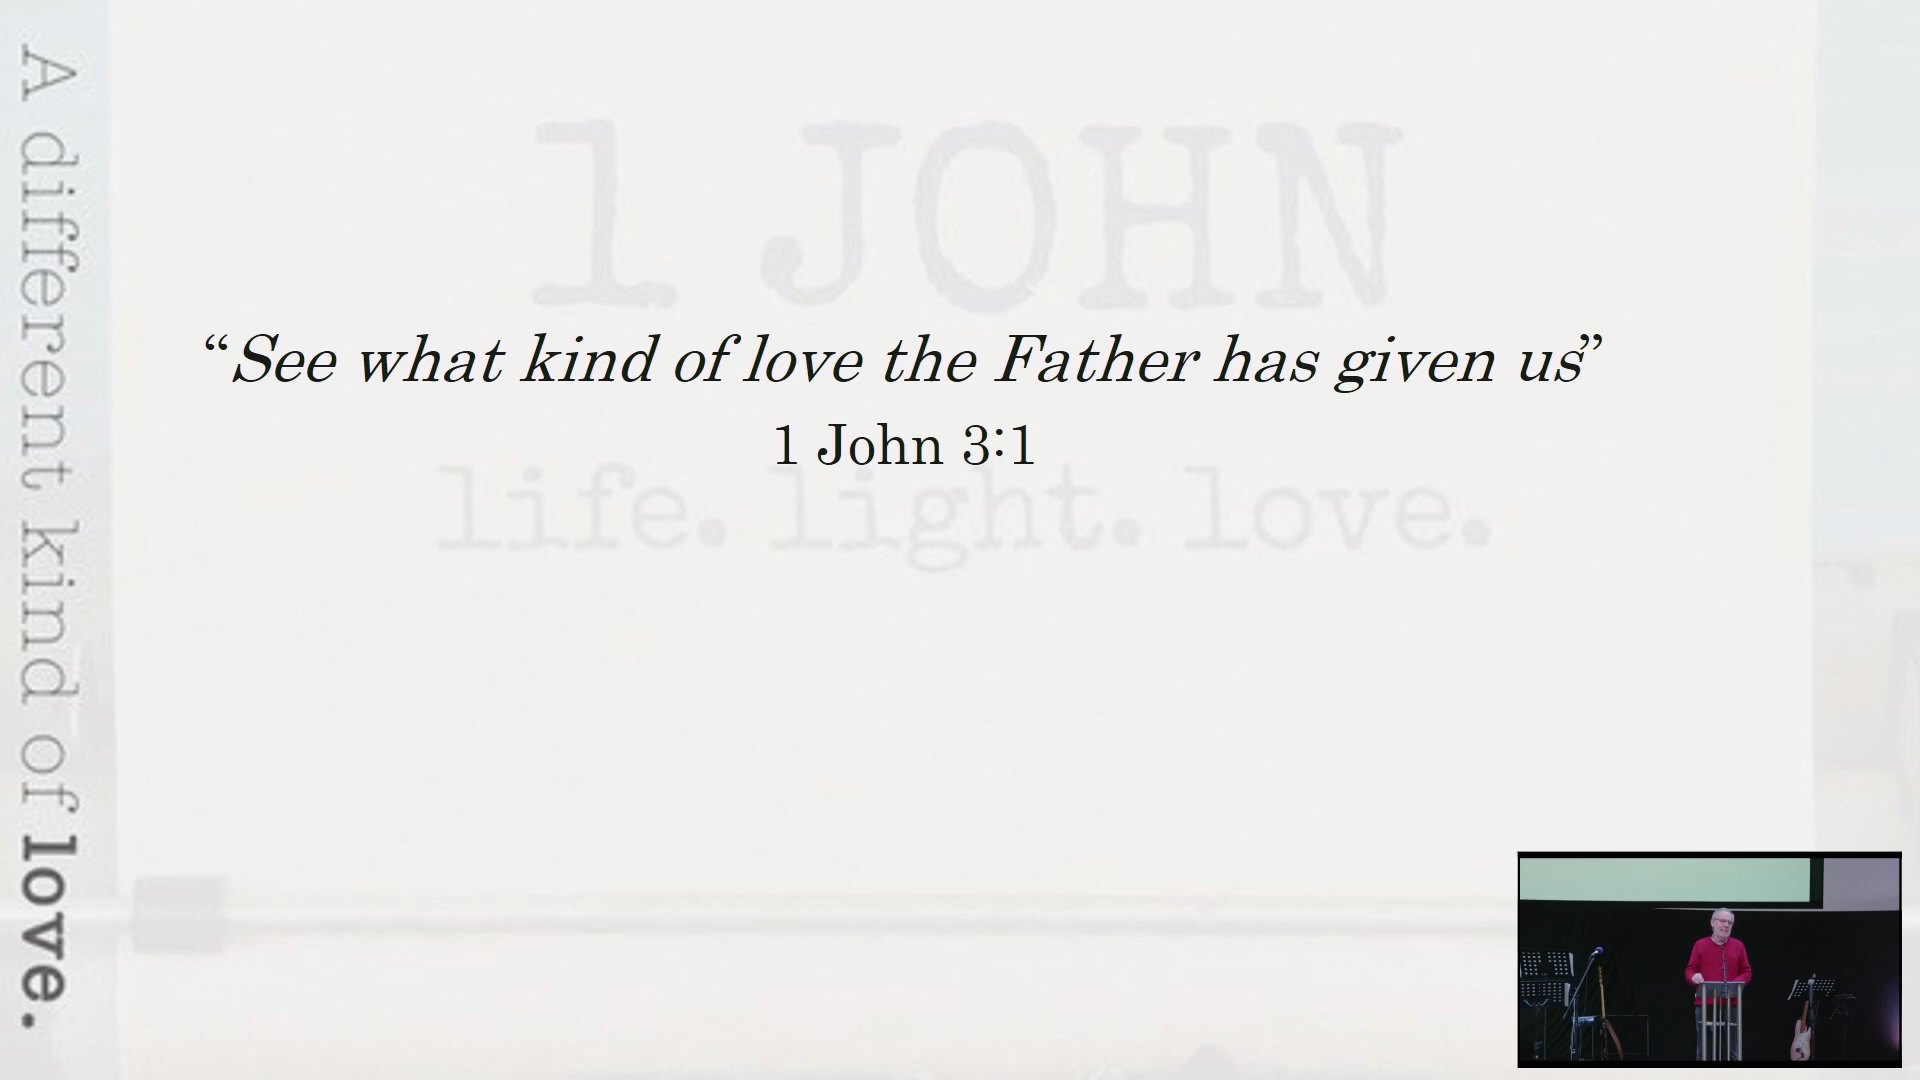 A different kind of love.
1 JOHN
“See what kind of love the Father has given us”
1 John 3:1
life. light. love.